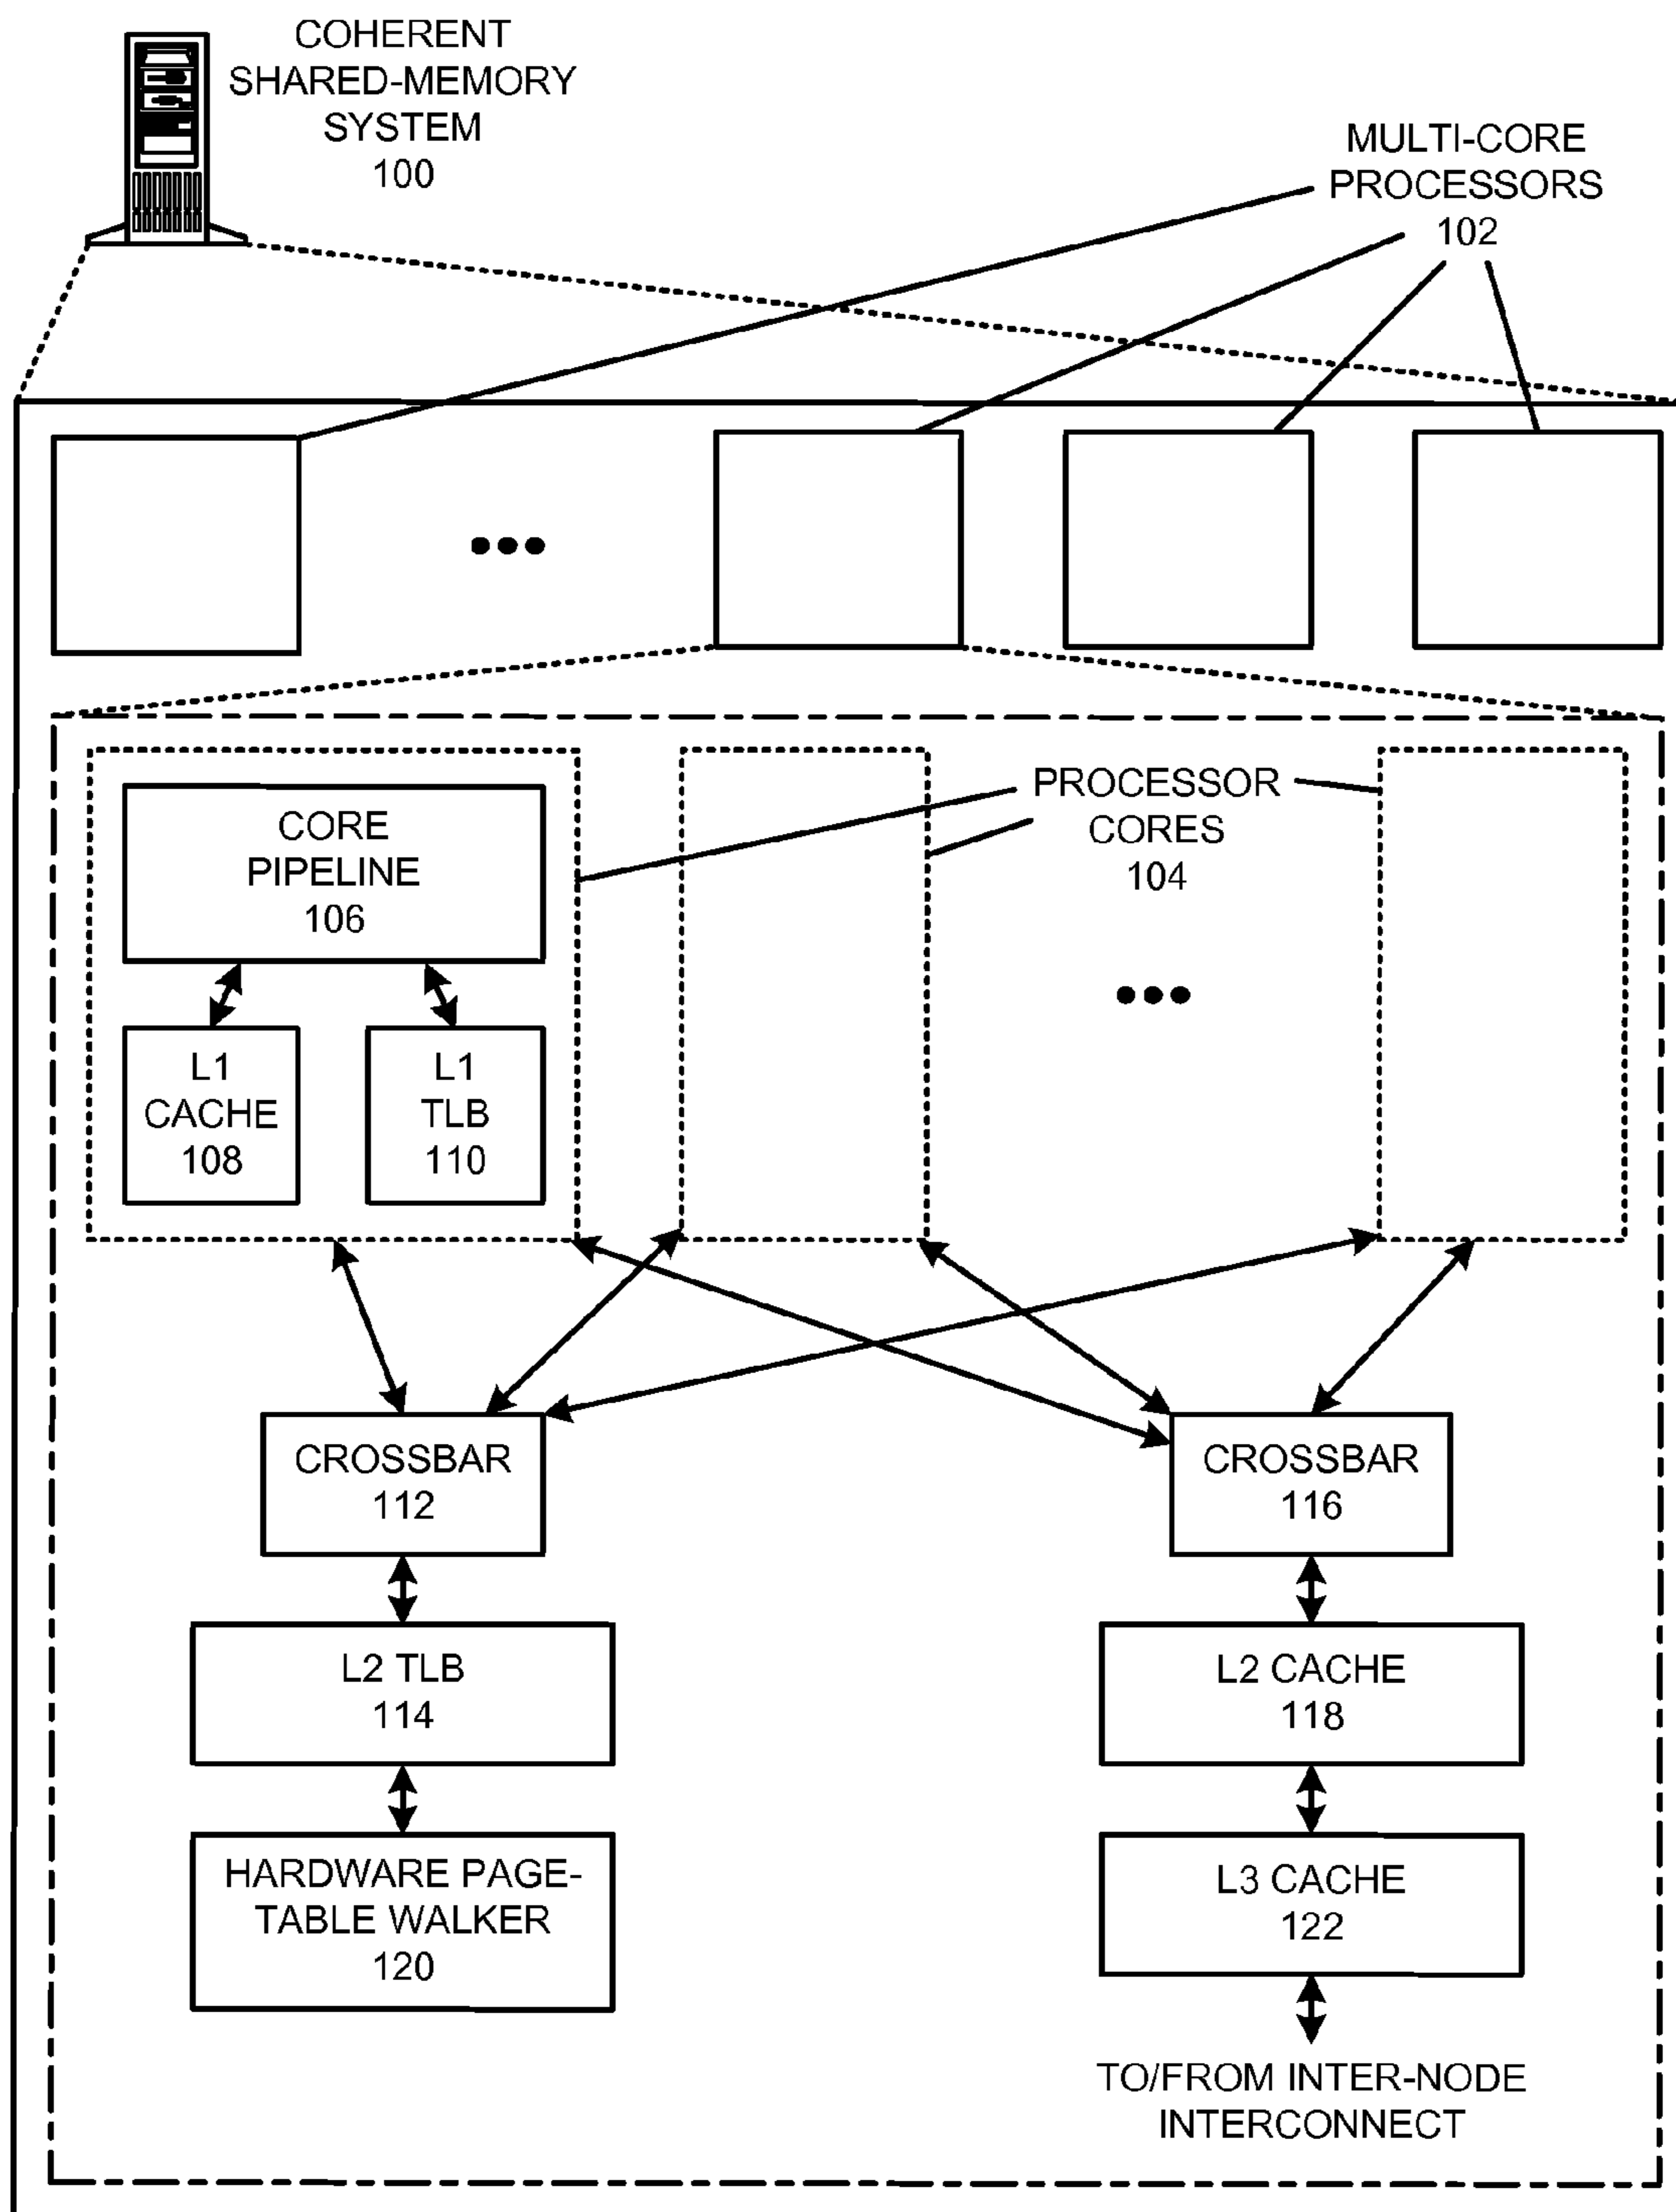 COHERENT
SHARED-MEMORY
SYSTEM
100
MULTI-CORE
PROCESSORS
102
PROCESSOR
CORES
104
CORE
PIPELINE
106
L1
CACHE
108
L1
TLB
110
CROSSBAR
112
CROSSBAR
116
L2 TLB
114
L2 CACHE
118
HARDWARE PAGE-
TABLE WALKER
120
L3 CACHE
122
TO/FROM INTER-NODE
INTERCONNECT